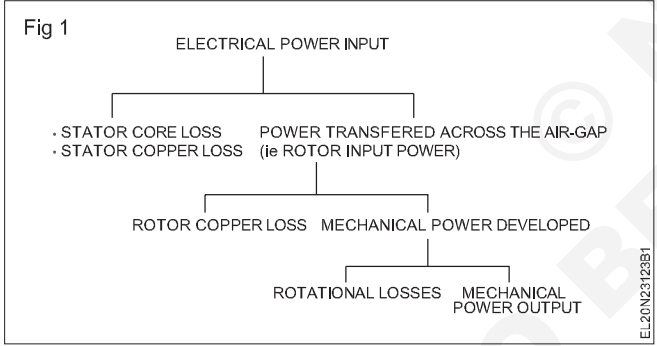 Fig 1
ELECTRICAL POWER INPUT
• STATOR CORE LOSS POWER TRANSFERED ACROSS THE AIR-GAP
• STATOR COPPER LOSS (ie ROTOR INPUT POWER)
ROTOR COPPER LOSS MECHANICAL POWER DEVELOPED
ROTATIONAL LOSSES MECHANICAL
POWER OUTPUT
EL20N23123B1